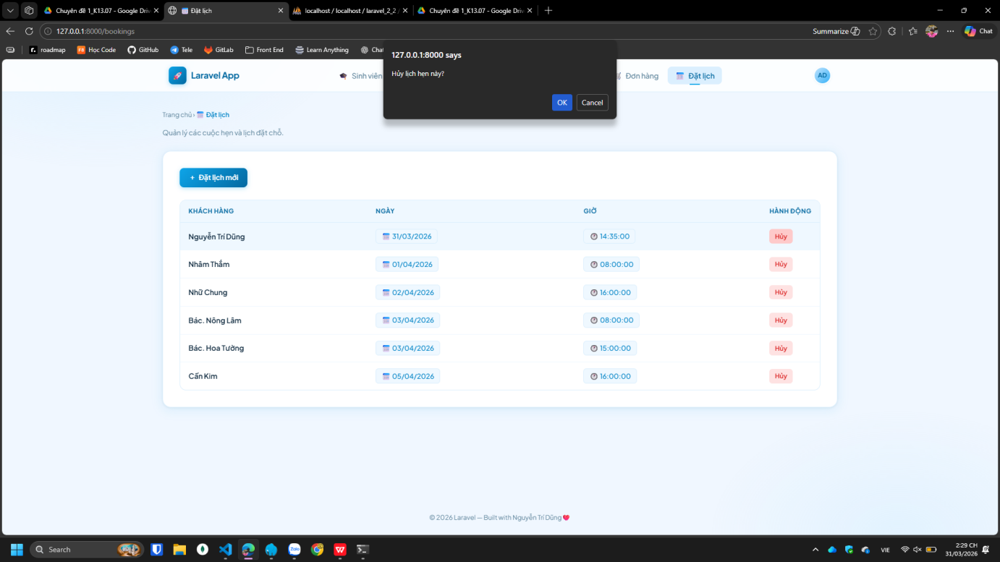 Chuyên đề 1_K13.07 - Google Driv
Đặt lịch
localhost / localhost / laravel_2_2 /
Chuyên đề 1_K13.07 - Google Driv
127.0.0.1:8000/bookings
Summarize
Chat
roadmap
F8
Học Code
GitHub
Tele
GitLab
Front End
Learn Anything
Chat
127.0.0.1:8000 says
Hủy lịch hẹn này?
OK
Cancel
Laravel App
Sinh viên
Đơn hàng
Đặt lịch
AD
Trang chủ › Đặt lịch
Quản lý các cuộc hẹn và lịch đặt chỗ.
+ Đặt lịch mới
KHÁCH HÀNG NGÀY GIỜ HÀNH ĐỘNG
Nguyễn Trí Dũng 31/03/2026 14:35:00 Hủy
Nhâm Thắm 01/04/2026 08:00:00 Hủy
Nhữ Chung 02/04/2026 16:00:00 Hủy
Bác. Nông Lâm 03/04/2026 08:00:00 Hủy
Bác. Hoa Tường 03/04/2026 15:00:00 Hủy
Cấn Kim 05/04/2026 16:00:00 Hủy
© 2026 Laravel — Built with Nguyễn Trí Dũng
Search
Zalo
W
VIE
2:29 CH
31/03/2026